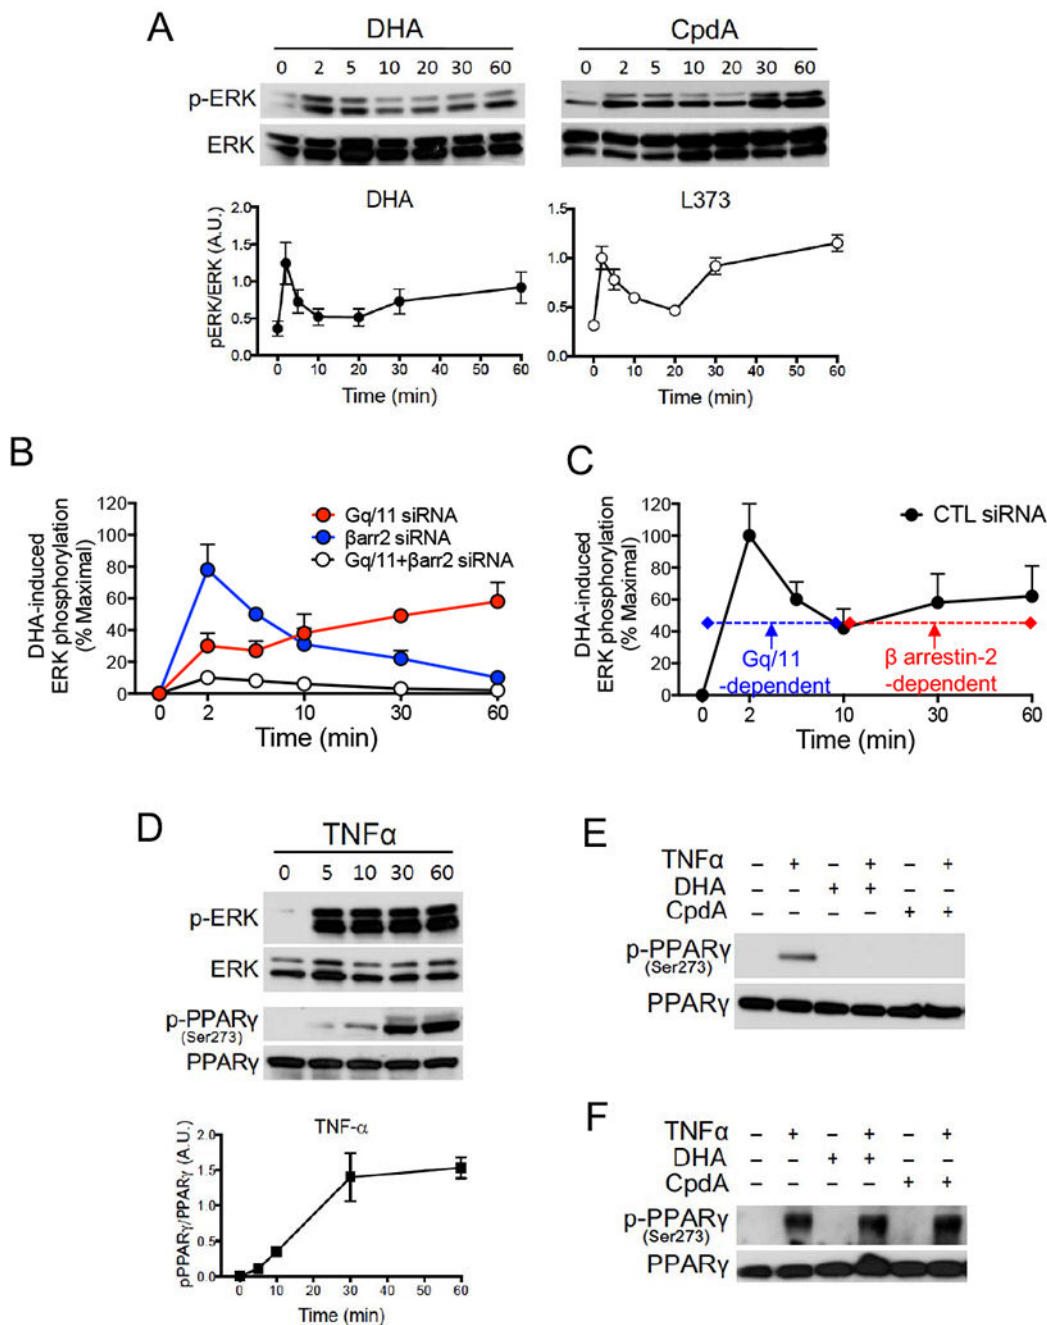 A
DHA
CpdA
0 2 5 10 20 30 60
0 2 5 10 20 30 60
p-ERK
ERK
DHA
L373
pERK/ERK (A.U.)
2.0
1.5
1.0
0.5
0.0
0 10 20 30 40 50 60
Time (min)
1.5
1.0
0.5
0.0
0 10 20 30 40 50 60
Time (min)
B
DHA-induced
ERK phosphorylation
(% Maximal)
120
100
80
60
40
20
0
Gq/11 siRNA
βarr2 siRNA
Gq/11+βarr2 siRNA
0 2 10 30 60
Time (min)
C
DHA-induced
ERK phosphorylation
(% Maximal)
120
100
80
60
40
20
0
CTL siRNA
Gq/11
-dependent
β arrestin-2
-dependent
0 2 10 30 60
Time (min)
D
TNFα
0 5 10 30 60
p-ERK
ERK
p-PPARγ
(Ser273)
PPARγ
TNF-α
pPPARγ/PPARγ (A.U.)
2.0
1.5
1.0
0.5
0.0
0 10 20 30 40 50 60
Time (min)
E
TNFα – + – + – +
DHA – – + + – –
CpdA – – – – + +
p-PPARγ
(Ser273)
PPARγ
F
TNFα – + – + – +
DHA – – + + – –
CpdA – – – – + +
p-PPARγ
(Ser273)
PPARγ